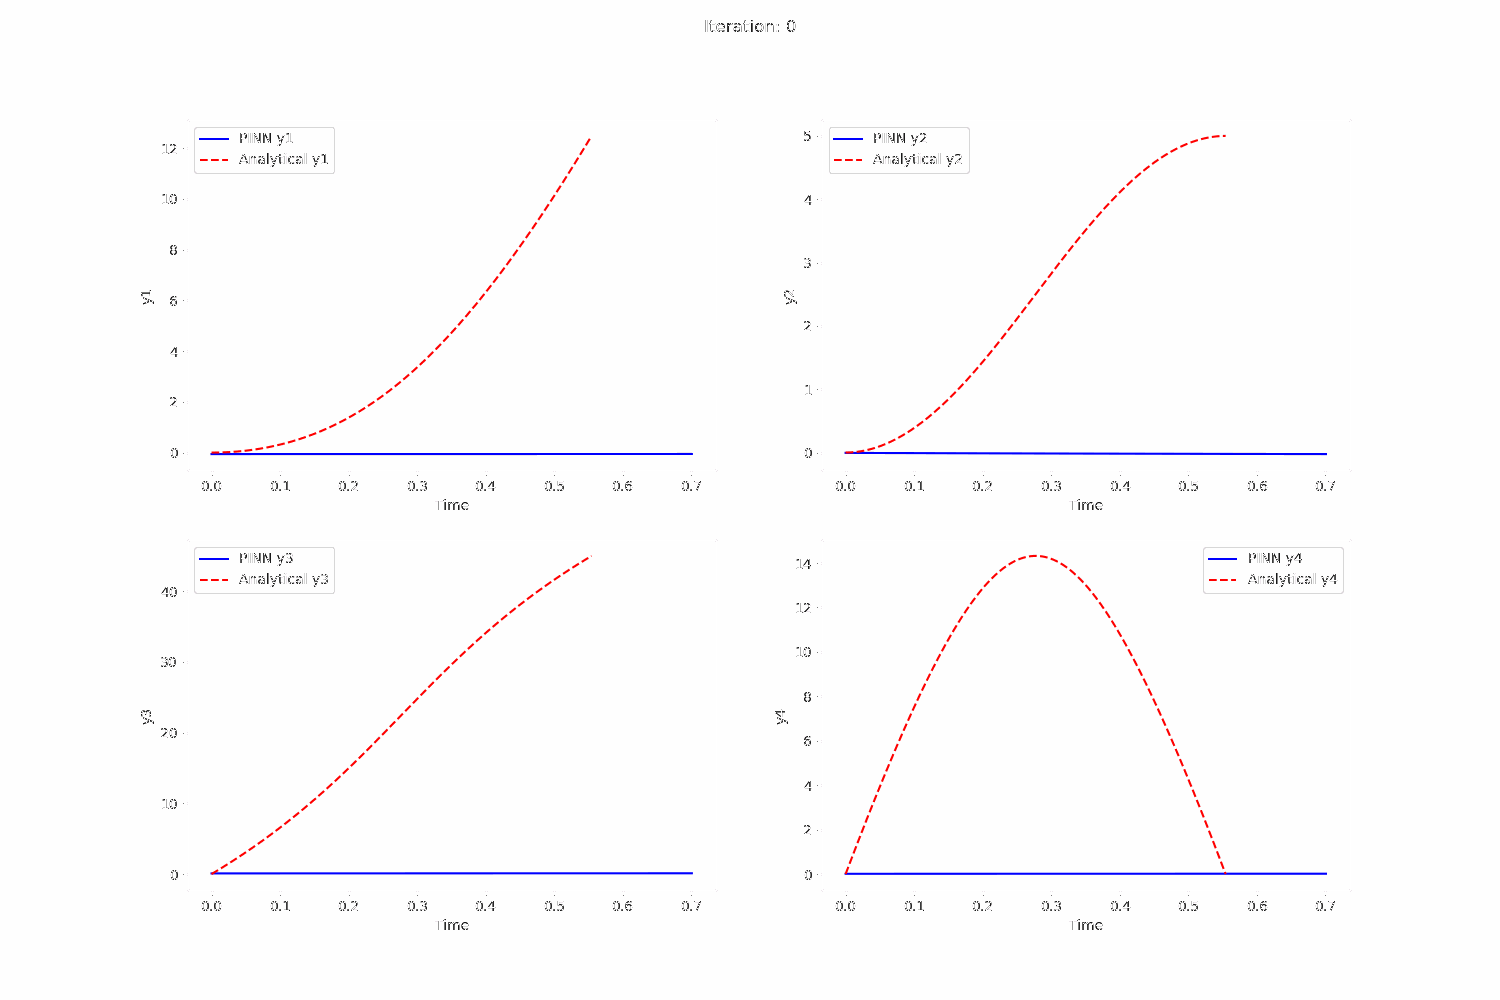 Iteration: 0
PINN y1
Analytical y1
12
10
8
6
4
2
0
y1
0.0 0.1 0.2 0.3 0.4 0.5 0.6 0.7
Time
PINN y2
Analytical y2
5
4
3
2
1
0
y2
0.0 0.1 0.2 0.3 0.4 0.5 0.6 0.7
Time
PINN y3
Analytical y3
40
30
20
10
0
y3
0.0 0.1 0.2 0.3 0.4 0.5 0.6 0.7
Time
PINN y4
Analytical y4
14
12
10
8
6
4
2
0
y4
0.0 0.1 0.2 0.3 0.4 0.5 0.6 0.7
Time